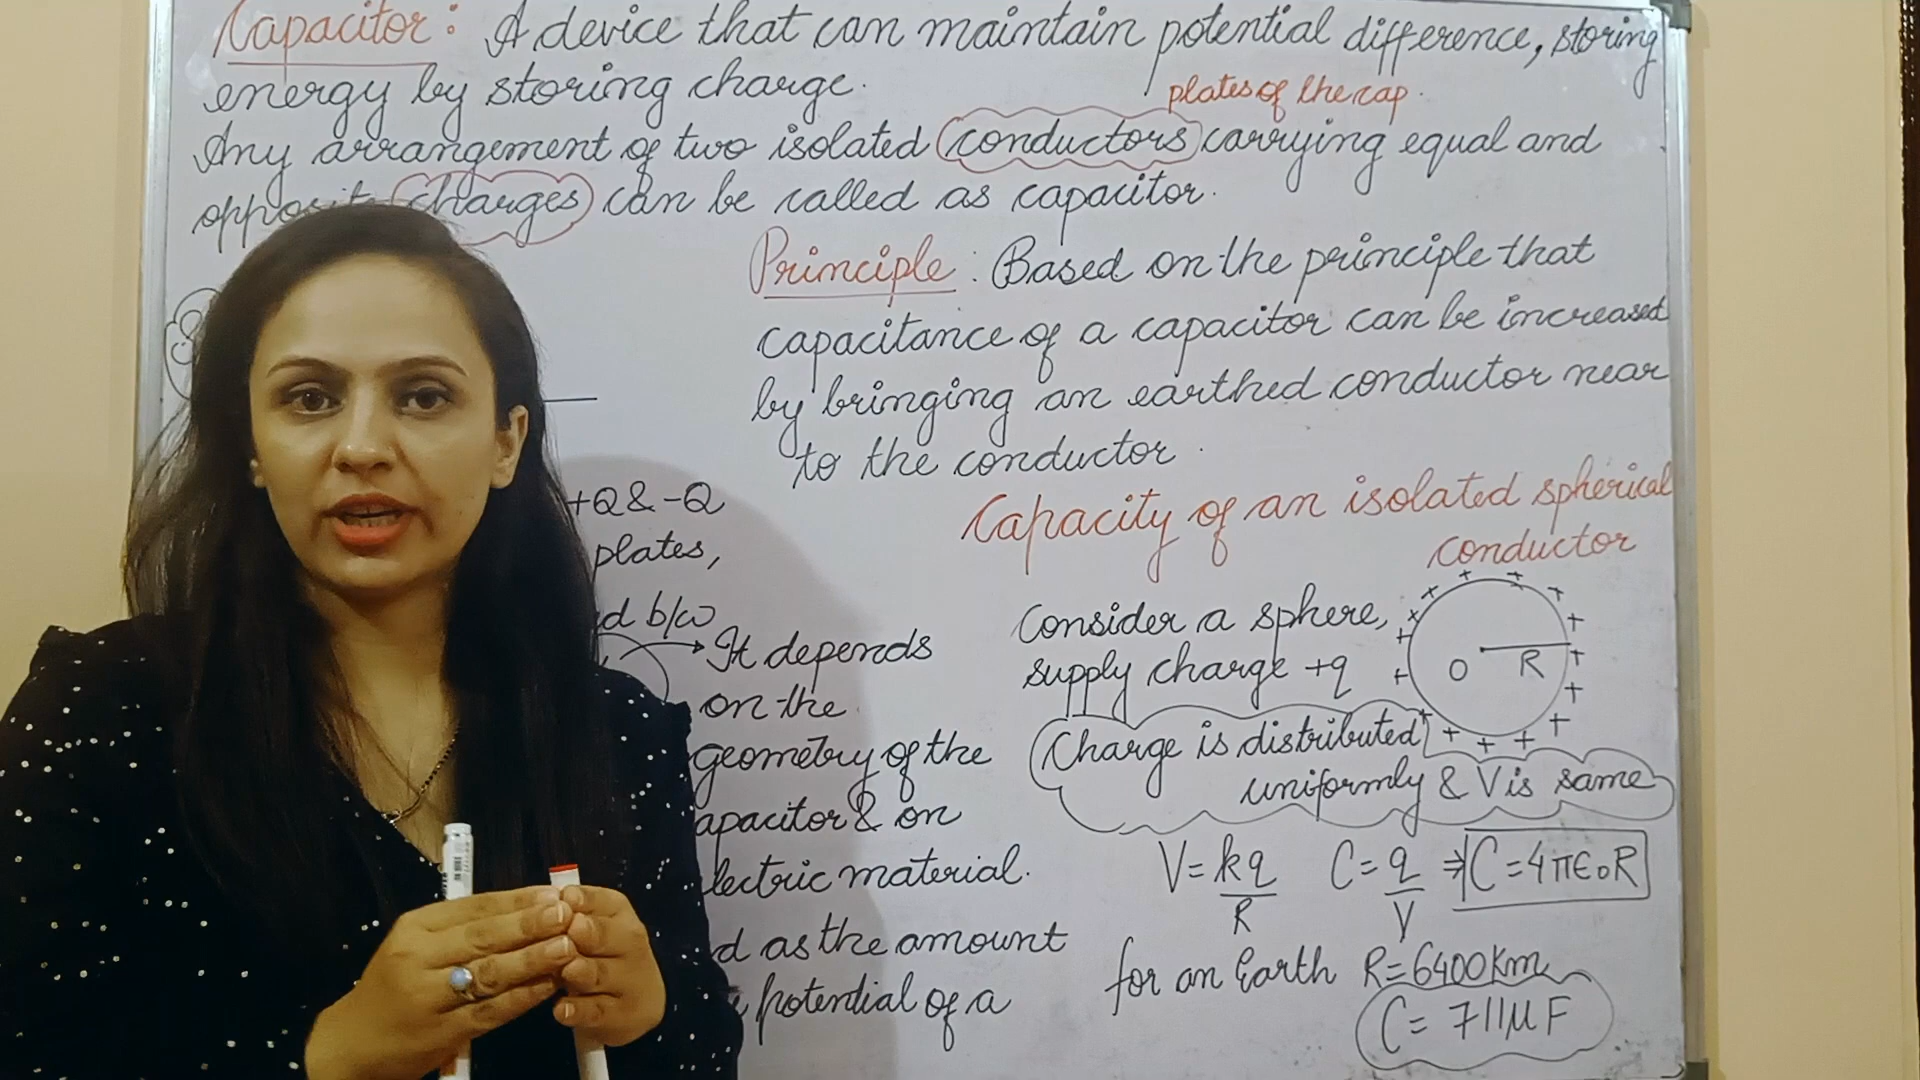 Capacitor : A device that can maintain potential difference, storing
energy by storing charge.
plates of the cap.
Any arrangement of two isolated conductors carrying equal and
opposite charges can be called as capacitor.
Principle : Based on the principle that
capacitance of a capacitor can be increased
by bringing an earthed conductor near
to the conductor.
+Q & -Q
plates,
b/w
It depends
on the
geometry of the
& on
material.
as the amount
potential of a
Capacity of an isolated spherical
conductor
Consider a sphere,
supply charge +q
O R
Charge is distributed
uniformly & V is same
V = kq/R C = q/V ⇒ C = 4πε0R
for an Earth R = 6400 Km
C = 711 μF